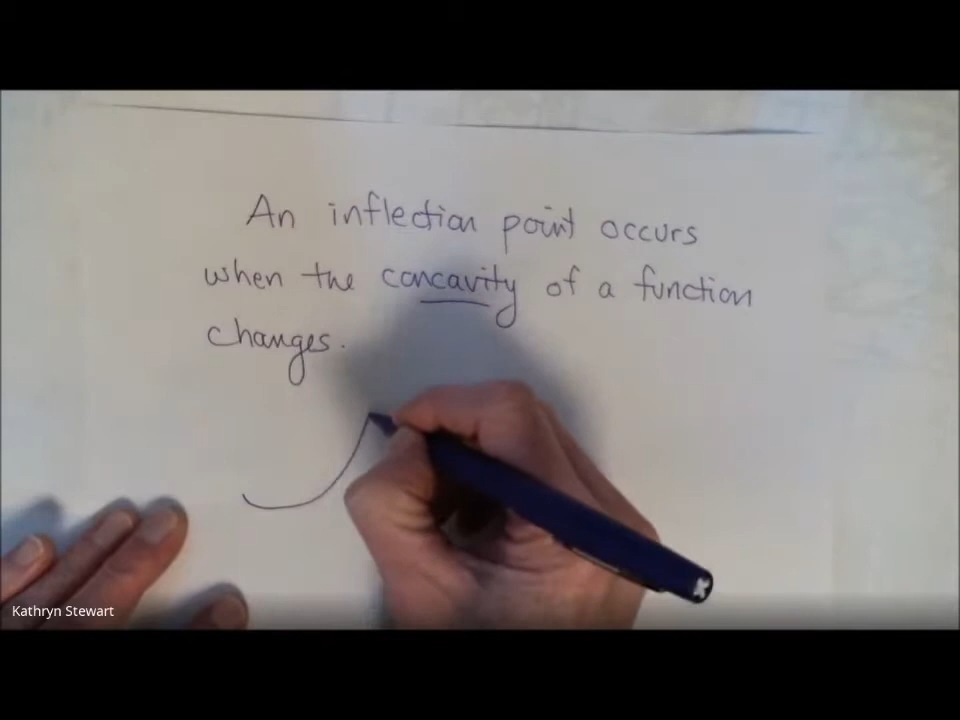 An inflection point occurs
when the concavity of a function
changes.
Kathryn Stewart